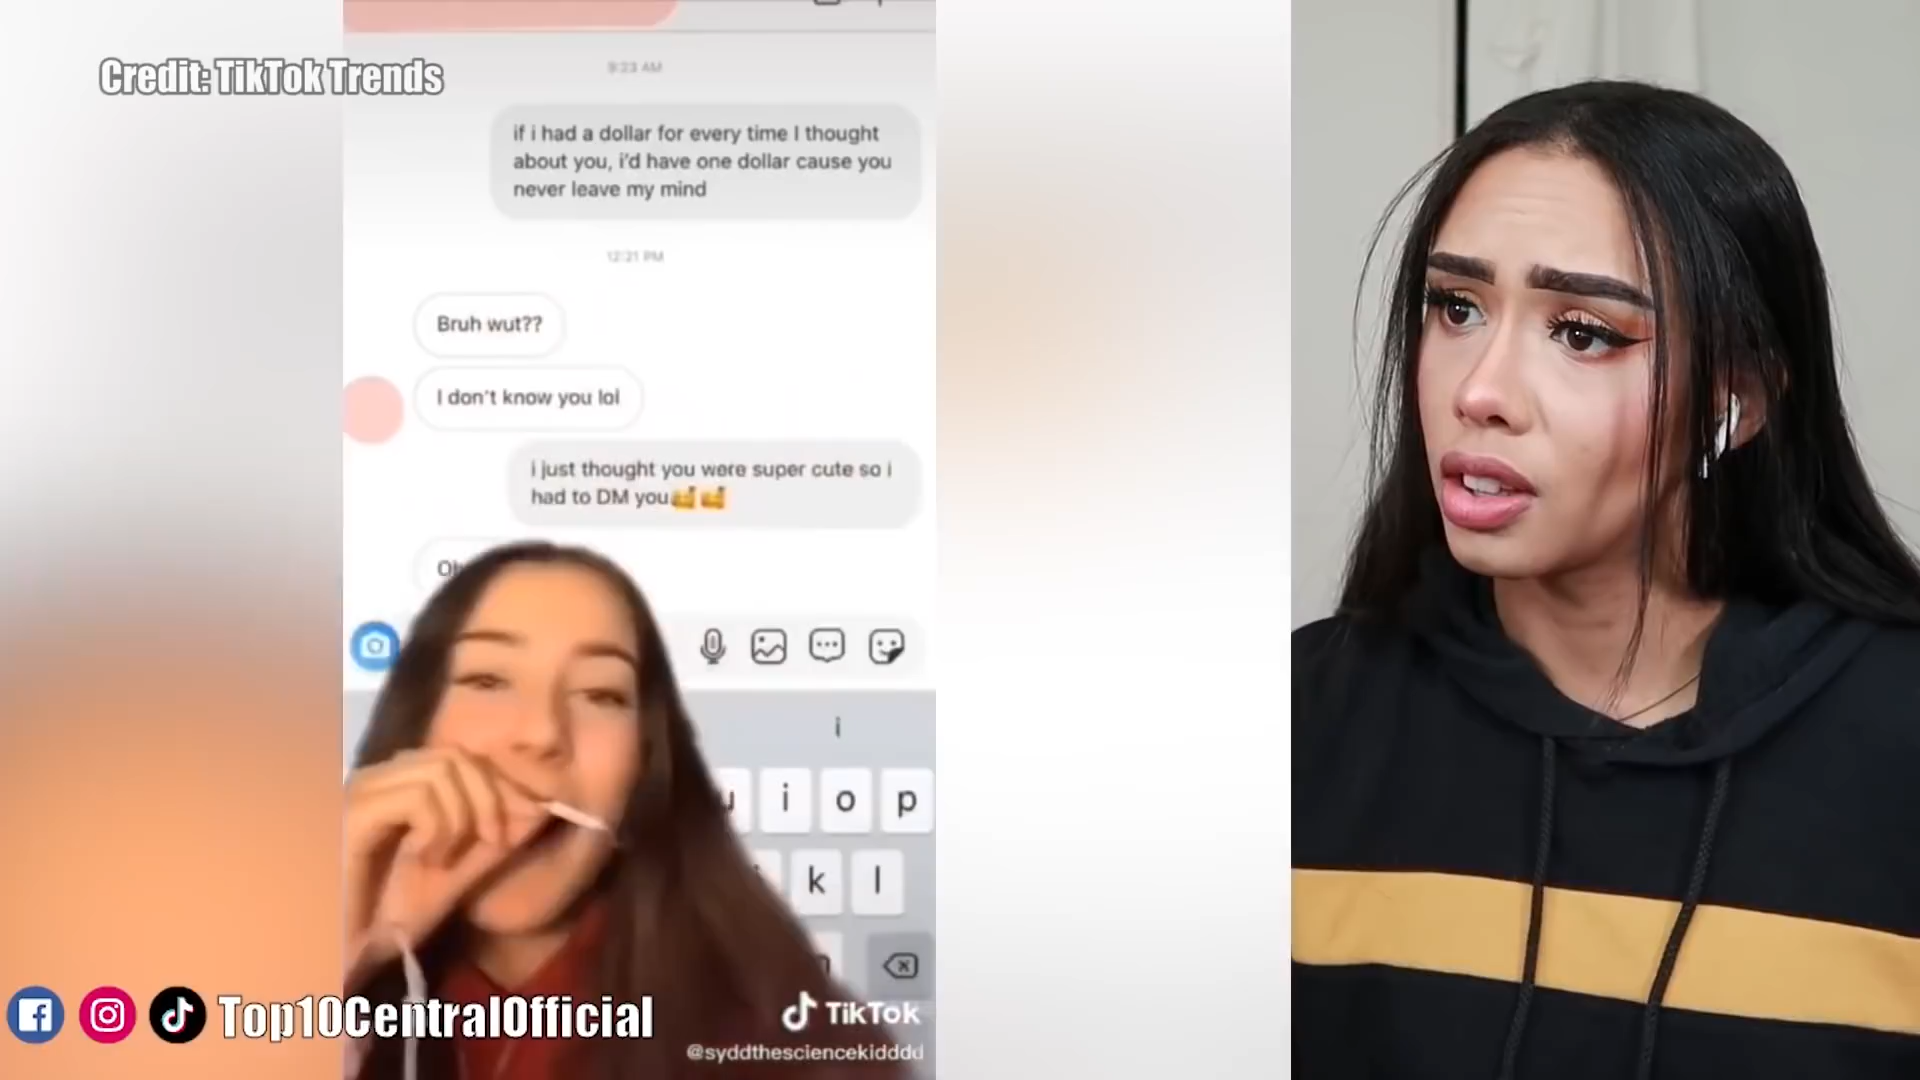 Credit: TikTok Trends
9:23 AM
if i had a dollar for every time I thought
about you, i'd have one dollar cause you
never leave my mind
12:21 PM
Bruh wut??
I don't know you lol
i just thought you were super cute so i
had to DM you🥰🥰
i
u i o p
k l
Top10CentralOfficial
TikTok
@syddthesciencekidddd